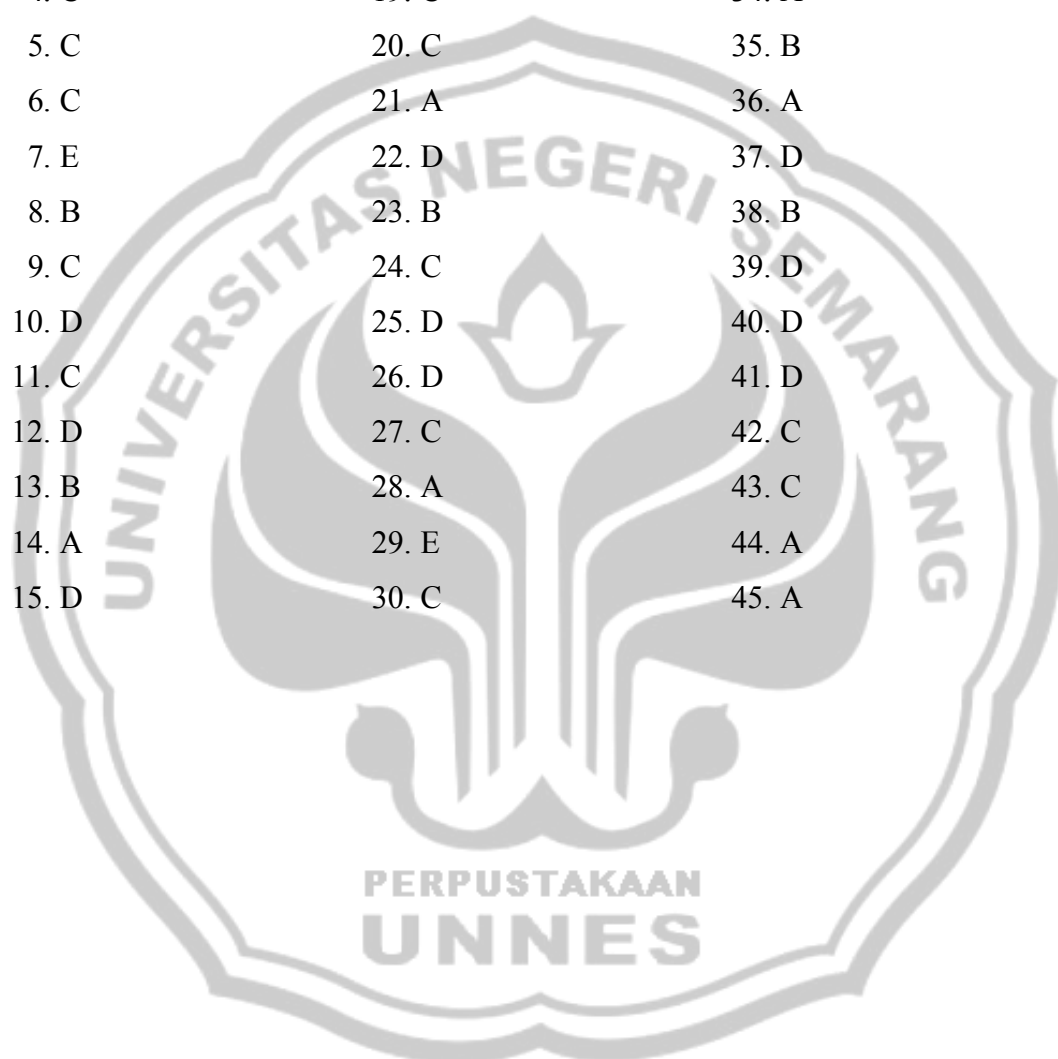 5. C
6. C
7. E
8. B
9. C
10. D
11. C
12. D
13. B
14. A
15. D
20. C
21. A
22. D
23. B
24. C
25. D
26. D
27. C
28. A
29. E
30. C
35. B
36. A
37. D
38. B
39. D
40. D
41. D
42. C
43. C
44. A
45. A
UNIVERSITAS NEGERI SEMARANG
PERPUSTAKAAN
UNNES